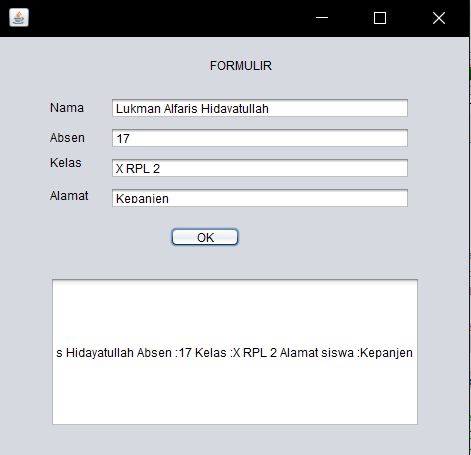 FORMULIR
Nama Lukman Alfaris Hidayatullah
Absen 17
Kelas X RPL 2
Alamat Kepanjen
OK
s Hidayatullah Absen :17 Kelas :X RPL 2 Alamat siswa :Kepanjen